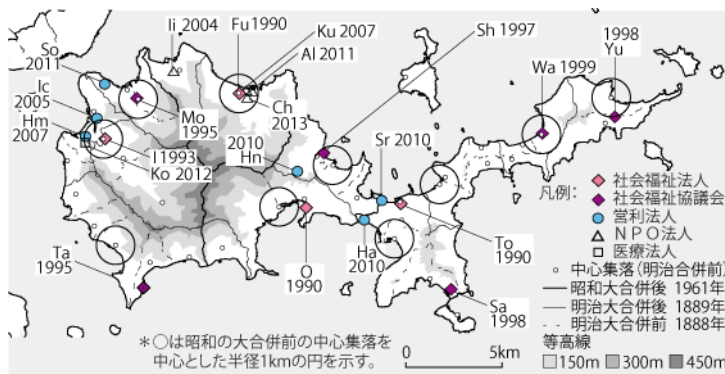 Ii 2004
Fu1990
Ku 2007
Al 2011
Sh 1997
1998
Yu
So
2011
Ic
2005
Hm
2007
Mo
1995
I1993
Ko 2012
Ch
2013
2010
Hn
Sr 2010
Wa 1999
Ta
1995
O
1990
Ha
2010
To
1990
Sa
1998
凡例:
社会福祉法人
社会福祉協議会
営利法人
NPO法人
医療法人
中心集落(明治合併前)
昭和大合併後 1961年
明治大合併後 1889年
明治大合併前 1888年
等高線
150m 300m 450m
*○は昭和の大合併前の中心集落を
中心とした半径1kmの円を示す。
0 5km